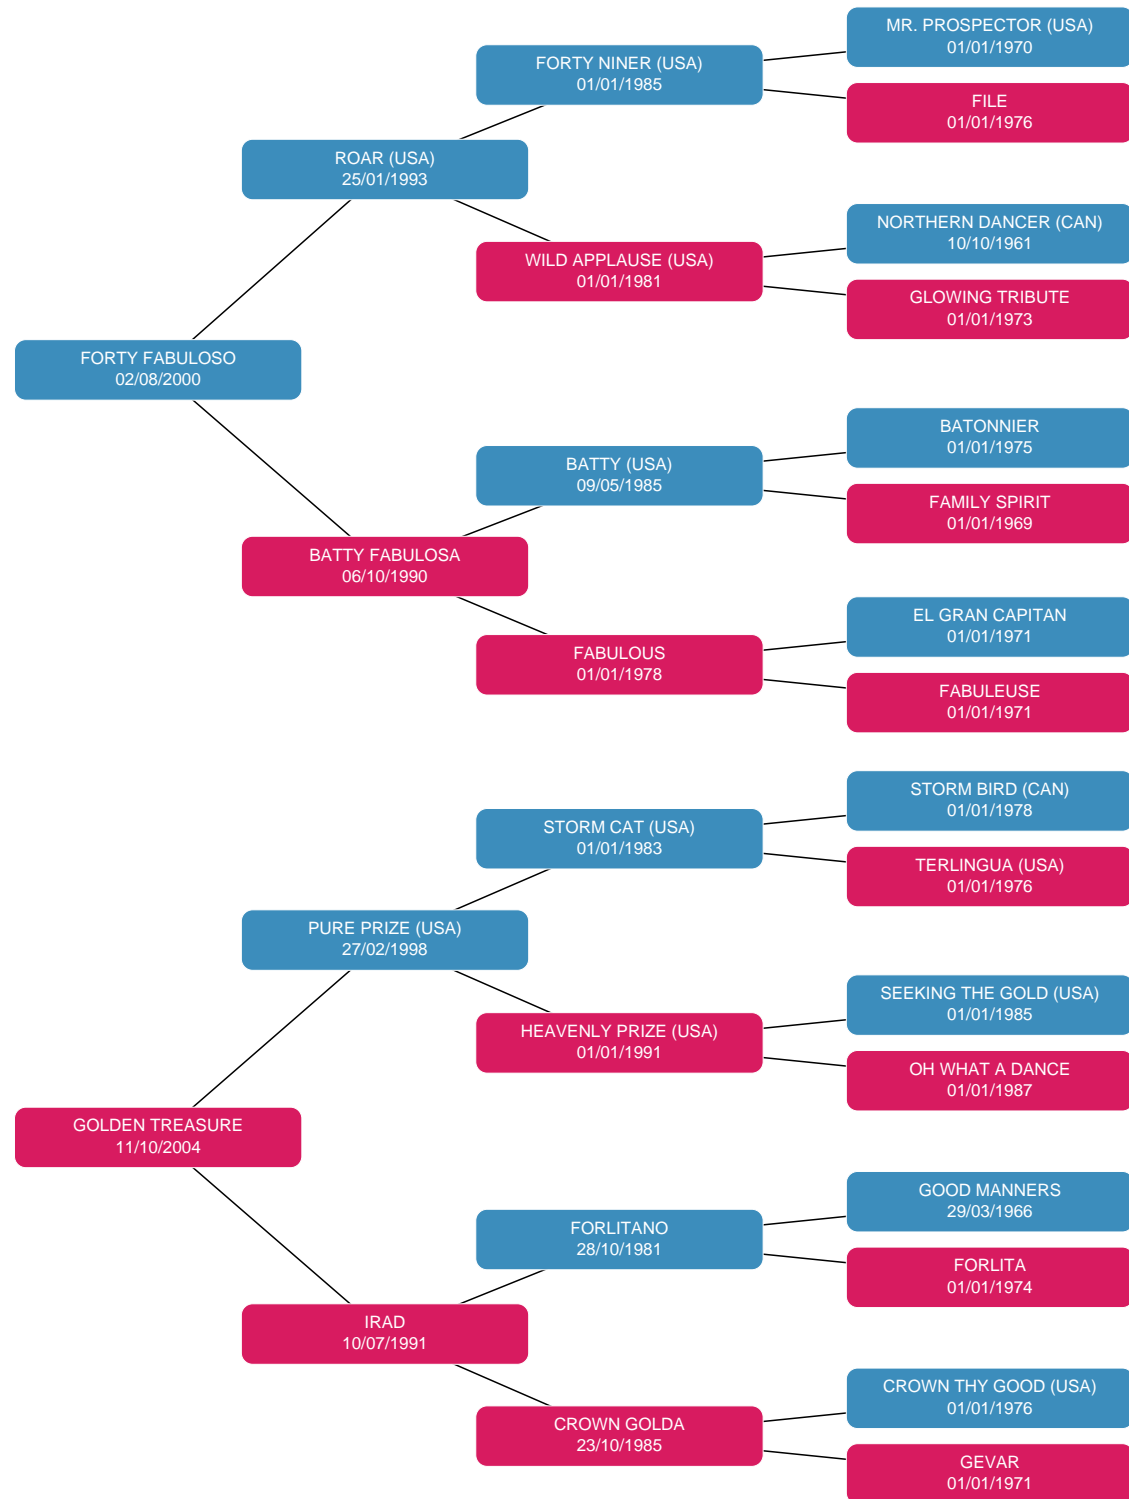 MR. PROSPECTOR (USA)
01/01/1970
FORTY NINER (USA)
01/01/1985
FILE
01/01/1976
ROAR (USA)
25/01/1993
NORTHERN DANCER (CAN)
10/10/1961
WILD APPLAUSE (USA)
01/01/1981
GLOWING TRIBUTE
01/01/1973
FORTY FABULOSO
02/08/2000
BATONNIER
01/01/1975
BATTY (USA)
09/05/1985
FAMILY SPIRIT
01/01/1969
BATTY FABULOSA
06/10/1990
EL GRAN CAPITAN
01/01/1971
FABULOUS
01/01/1978
FABULEUSE
01/01/1971
STORM BIRD (CAN)
01/01/1978
STORM CAT (USA)
01/01/1983
TERLINGUA (USA)
01/01/1976
PURE PRIZE (USA)
27/02/1998
SEEKING THE GOLD (USA)
01/01/1985
HEAVENLY PRIZE (USA)
01/01/1991
OH WHAT A DANCE
01/01/1987
GOLDEN TREASURE
11/10/2004
GOOD MANNERS
29/03/1966
FORLITANO
28/10/1981
FORLITA
01/01/1974
IRAD
10/07/1991
CROWN THY GOOD (USA)
01/01/1976
CROWN GOLDA
23/10/1985
GEVAR
01/01/1971